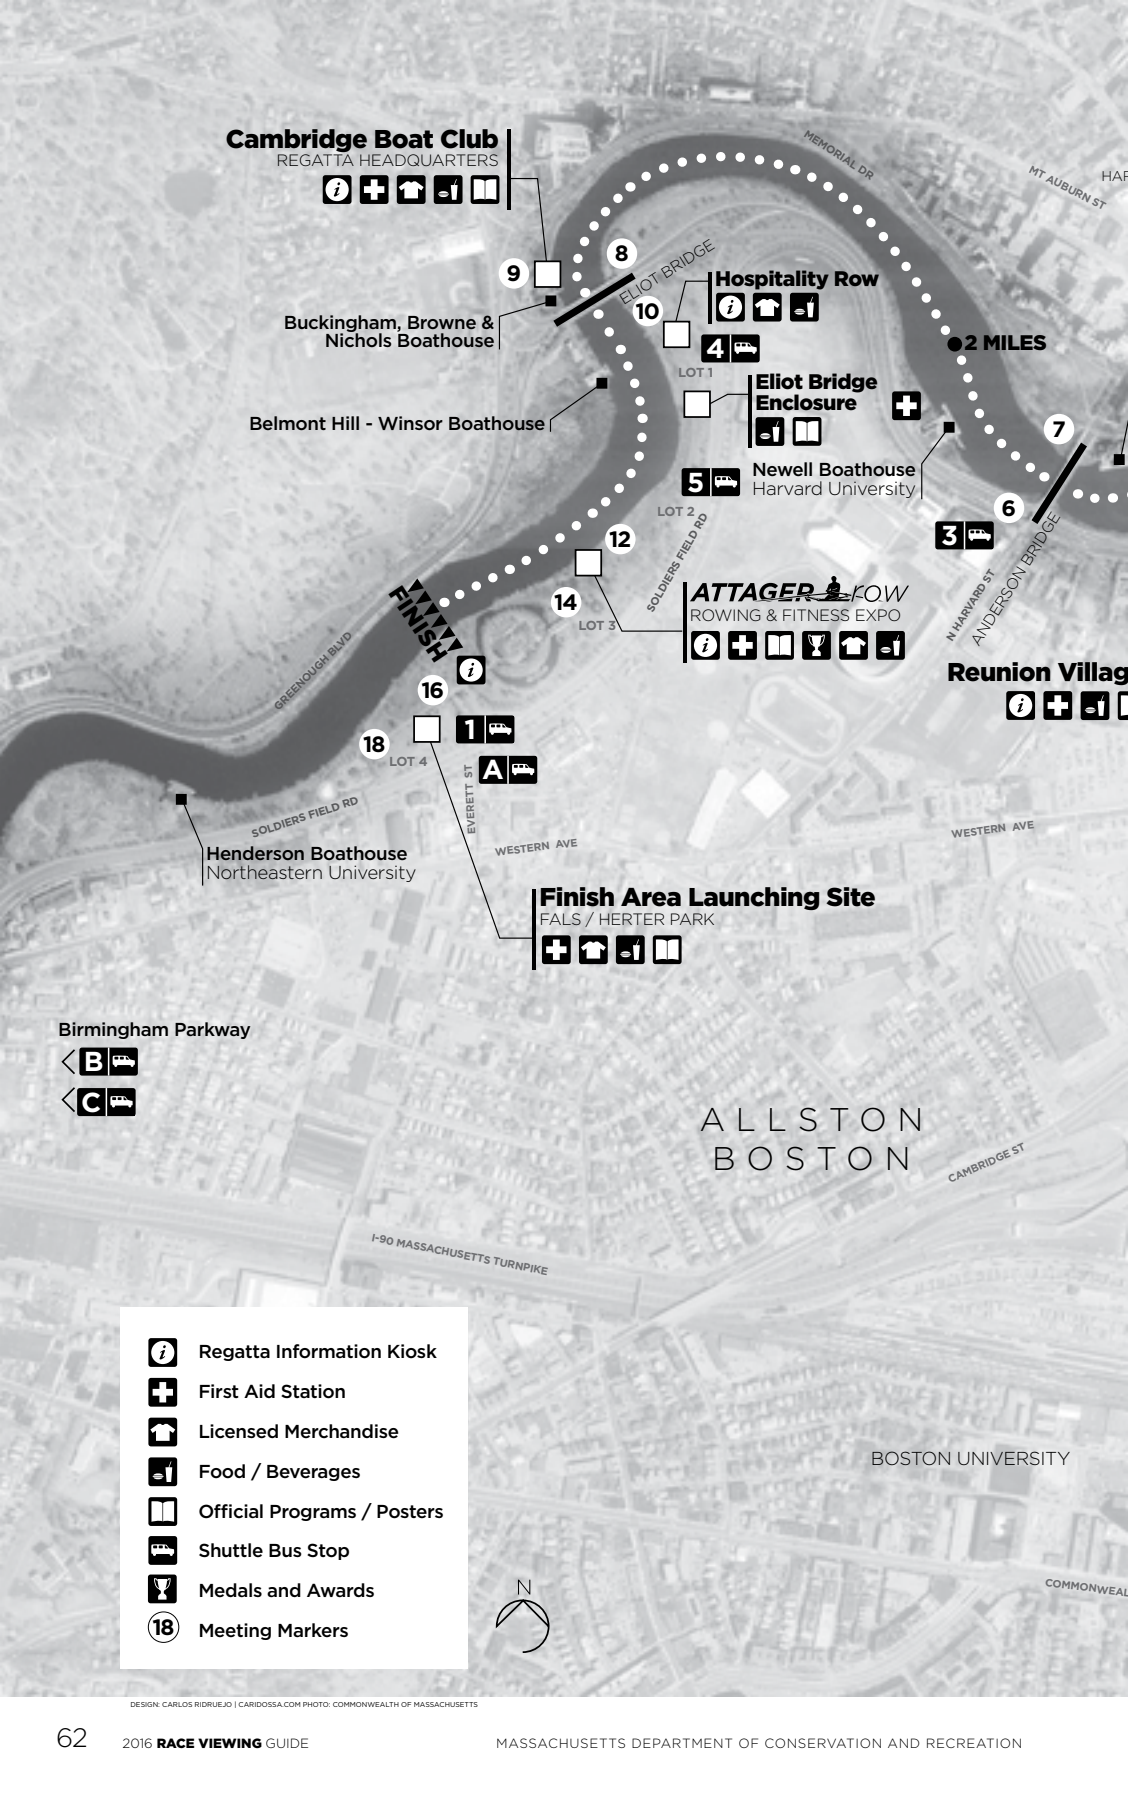 Cambridge Boat Club
REGATTA HEADQUARTERS
MEMORIAL DR
MT AUBURN ST
HAR
8
ELIOT BRIDGE
9
10
Hospitality Row
Buckingham, Browne &
Nichols Boathouse
4
2 MILES
LOT 1
Eliot Bridge
Enclosure
Belmont Hill - Winsor Boathouse
7
Newell Boathouse
Harvard University
5
LOT 2
6
3
SOLDIERS FIELD RD
12
ANDERSON BRIDGE
N HARVARD ST
14
LOT 3
ATTAGER row
ROWING & FITNESS EXPO
FINISH
GREENOUGH BLVD
16
Reunion Villag
1
18
LOT 4
A
EVERETT ST
SOLDIERS FIELD RD
WESTERN AVE
WESTERN AVE
Henderson Boathouse
Northeastern University
Finish Area Launching Site
FALS / HERTER PARK
Birmingham Parkway
B
C
ALLSTON
BOSTON
CAMBRIDGE ST
I-90 MASSACHUSETTS TURNPIKE
Regatta Information Kiosk
First Aid Station
Licensed Merchandise
Food / Beverages
Official Programs / Posters
Shuttle Bus Stop
Medals and Awards
18 Meeting Markers
BOSTON UNIVERSITY
N
COMMONWEAL
DESIGN: CARLOS RIDRUEJO | CARIDOSSA.COM PHOTO: COMMONWEALTH OF MASSACHUSETTS
62 2016 RACE VIEWING GUIDE
MASSACHUSETTS DEPARTMENT OF CONSERVATION AND RECREATION